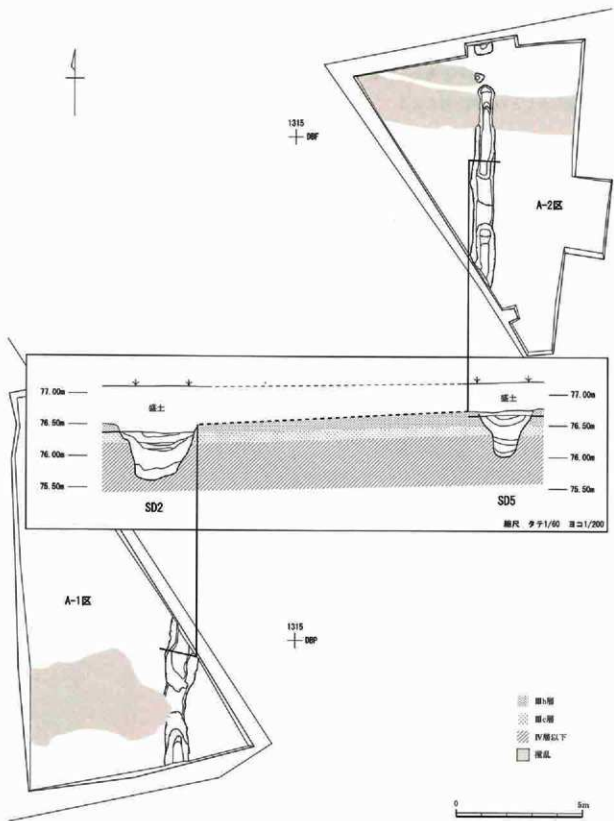 1315
DBF
A-2区
77.00m
盛土
盛土
77.00m
76.50m
76.50m
76.00m
76.00m
75.50m
75.50m
SD2
SD5
縮尺 タテ1/60 ヨコ1/200
A-1区
1315
DBP
Ⅲb層
Ⅲc層
Ⅳ層以下
攪乱
0
5m